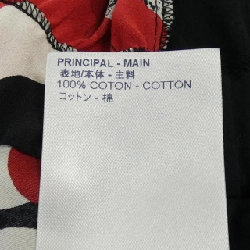 PRINCIPAL - MAIN
表地/本体 - 主料
100% COTON - COTTON
コットン - 棉